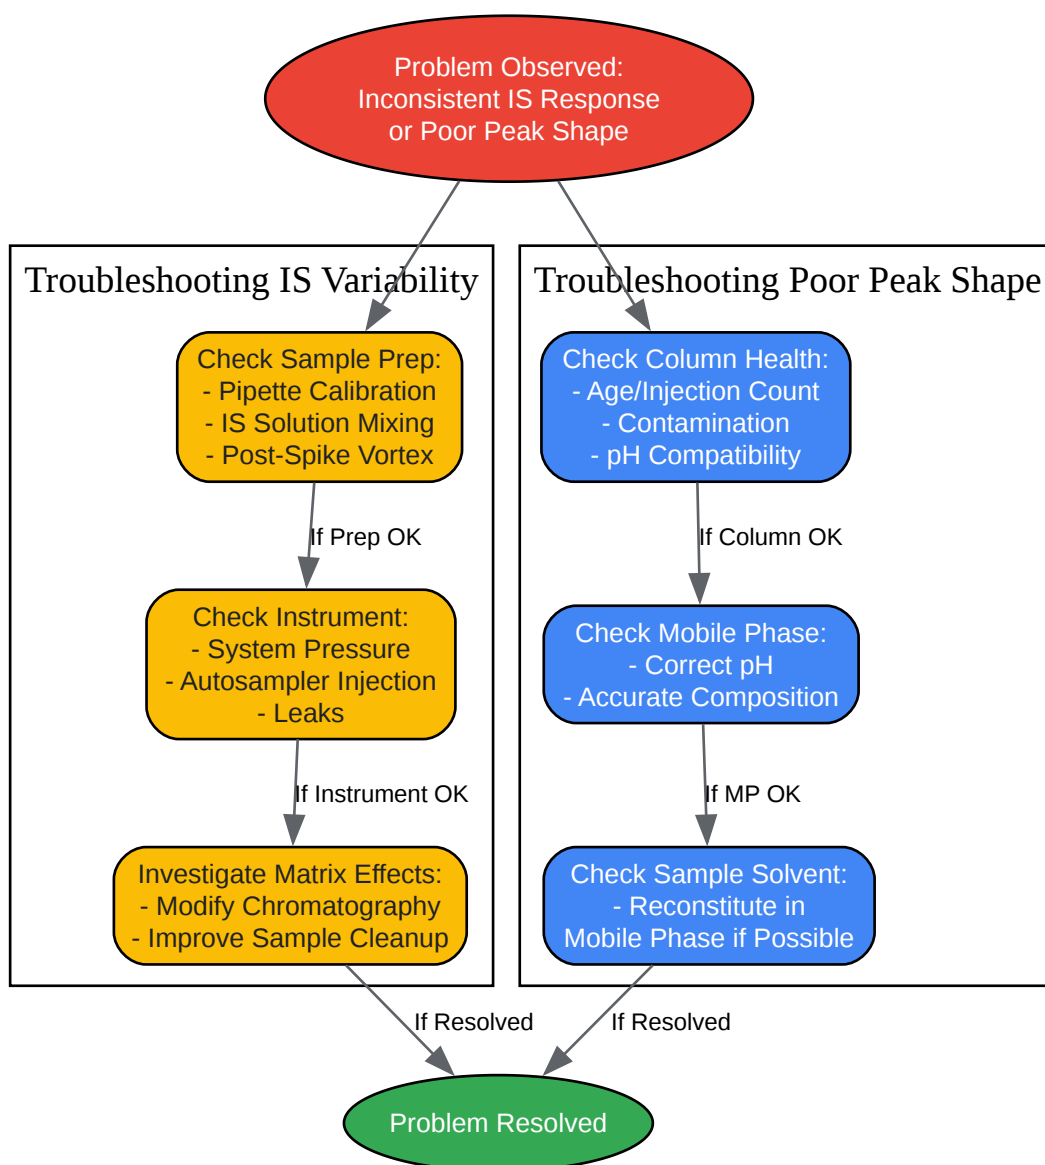 Problem Observed:
Inconsistent IS Response
or Poor Peak Shape
Troubleshooting IS Variability
Check Sample Prep:
- Pipette Calibration
- IS Solution Mixing
- Post-Spike Vortex
If Prep OK
Check Instrument:
- System Pressure
- Autosampler Injection
- Leaks
If Instrument OK
Investigate Matrix Effects:
- Modify Chromatography
- Improve Sample Cleanup
If Resolved
Troubleshooting Poor Peak Shape
Check Column Health:
- Age/Injection Count
- Contamination
- pH Compatibility
If Column OK
Check Mobile Phase:
- Correct pH
- Accurate Composition
If MP OK
Check Sample Solvent:
- Reconstitute in
Mobile Phase if Possible
If Resolved
Problem Resolved